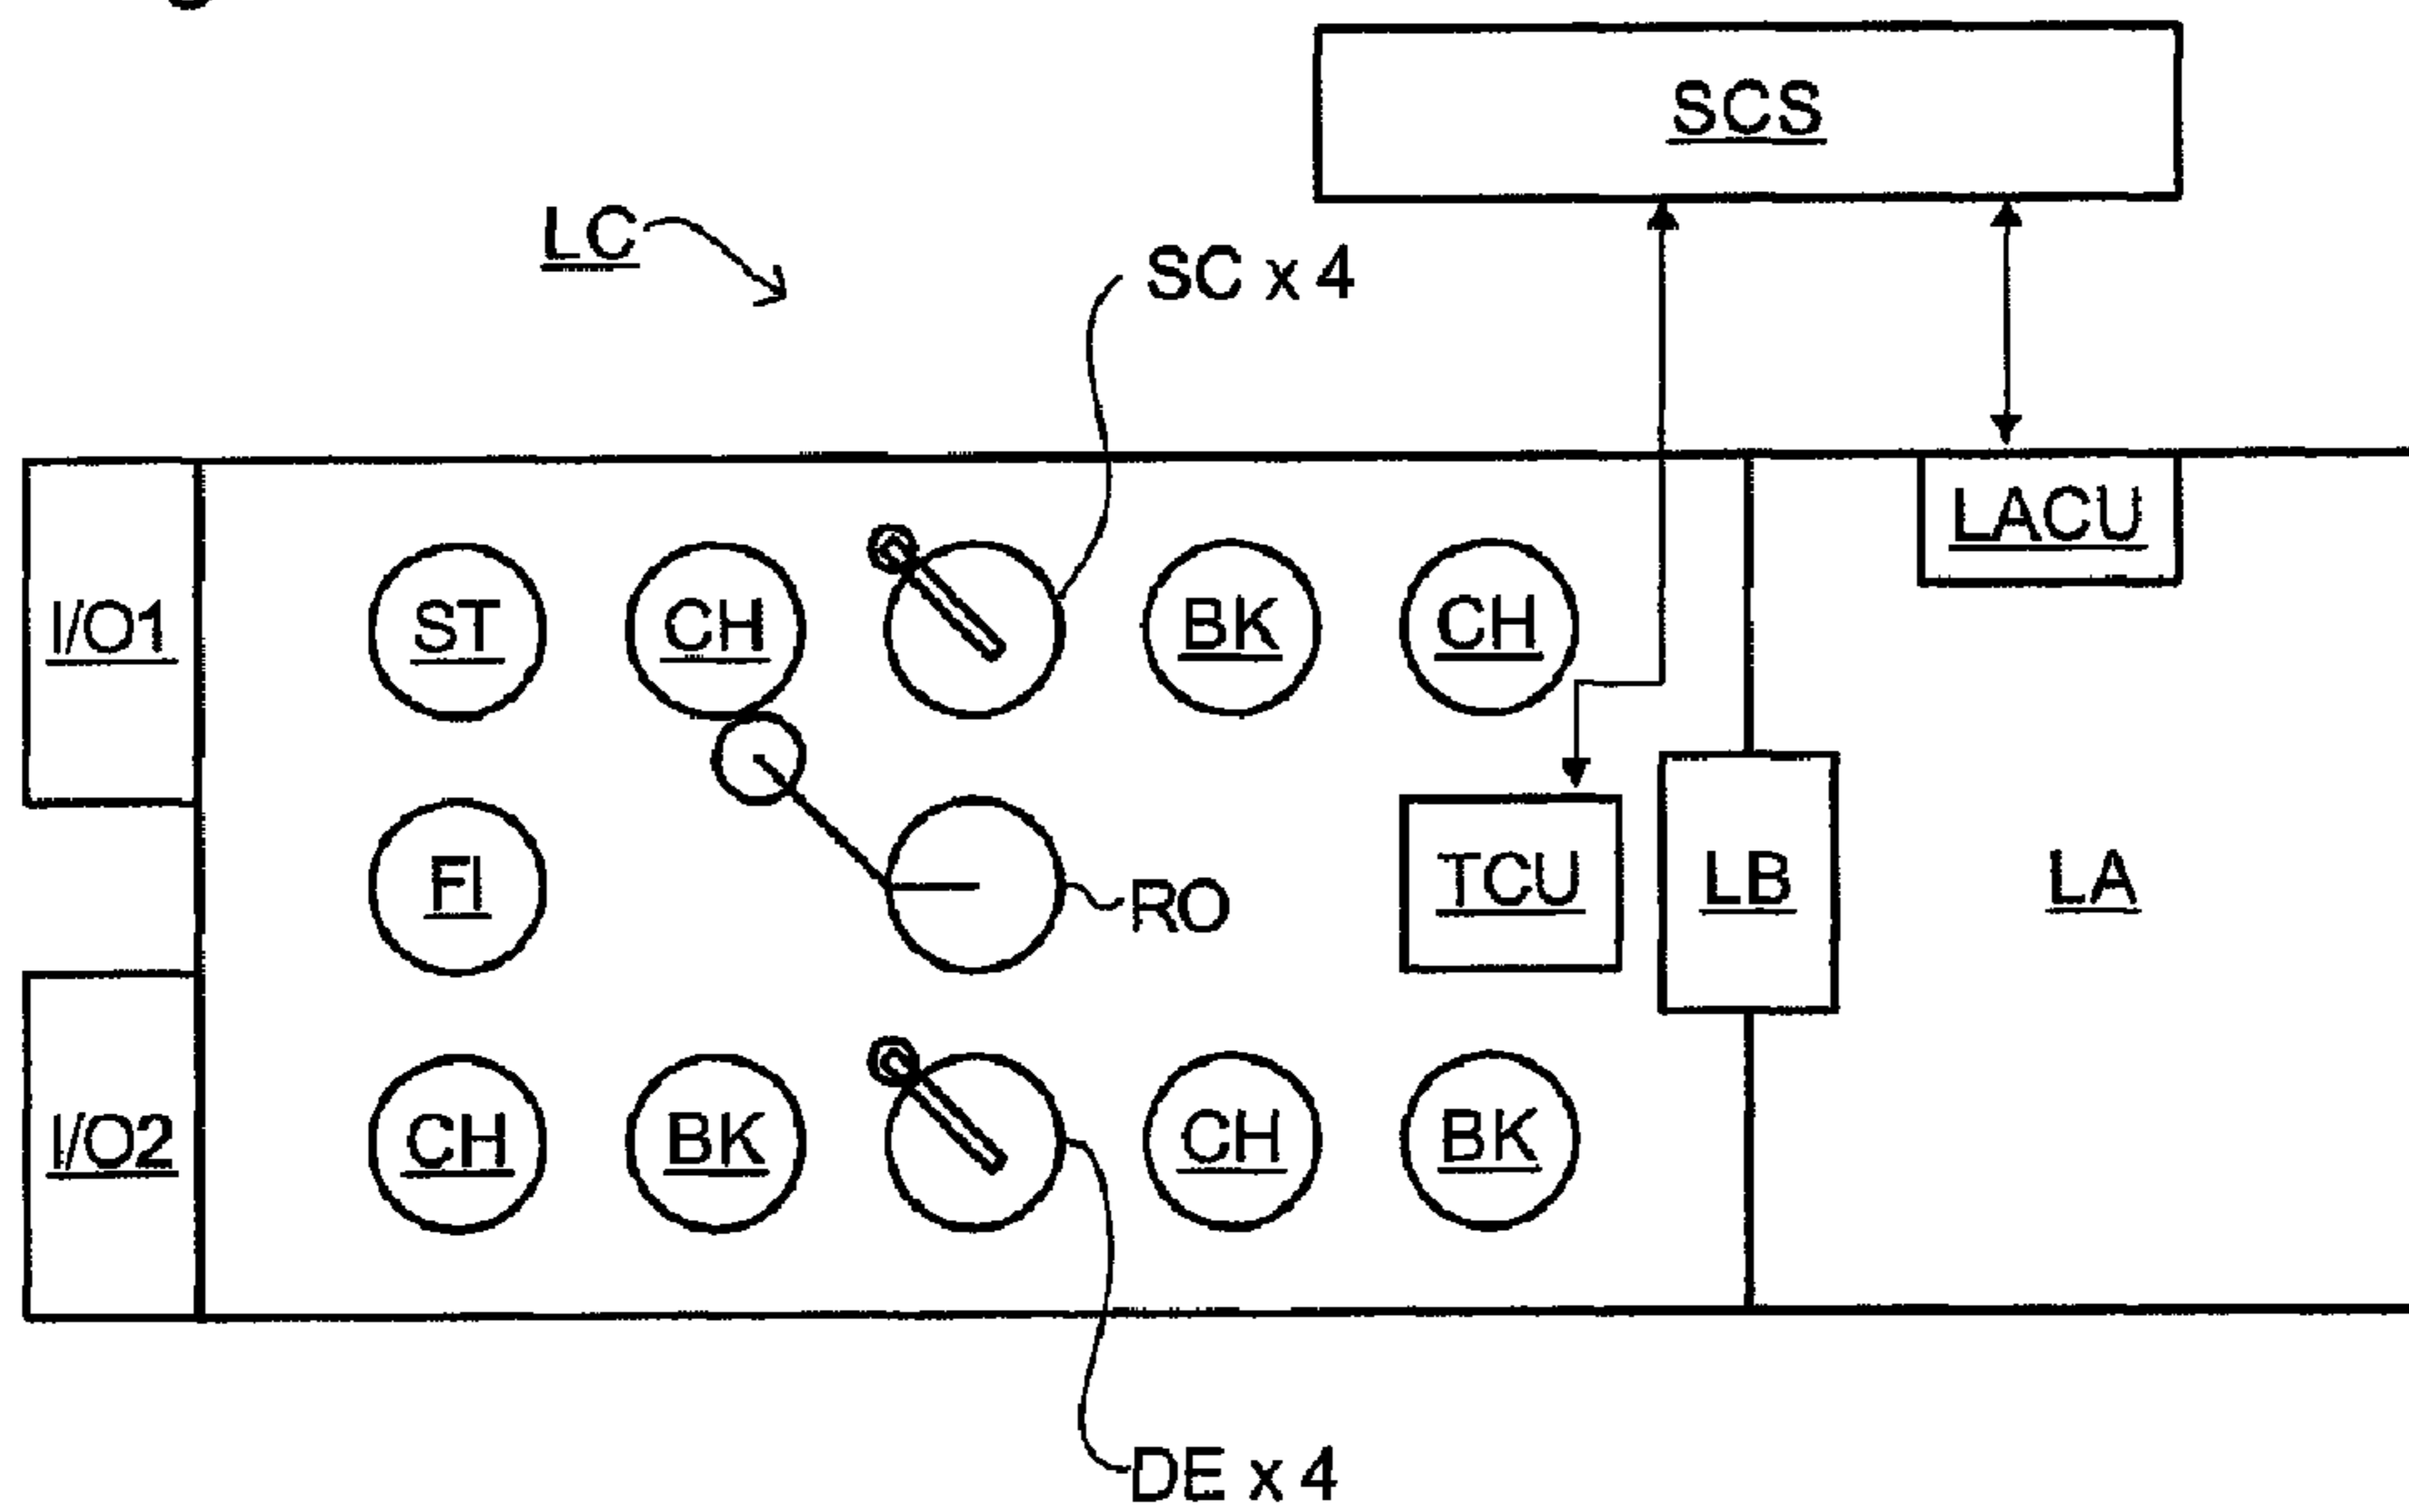 SCS
LC
SC x 4
LACU
I/O1
ST
CH
BK
CH
FI
RO
TCU
LB
LA
I/O2
CH
BK
CH
BK
DE x 4